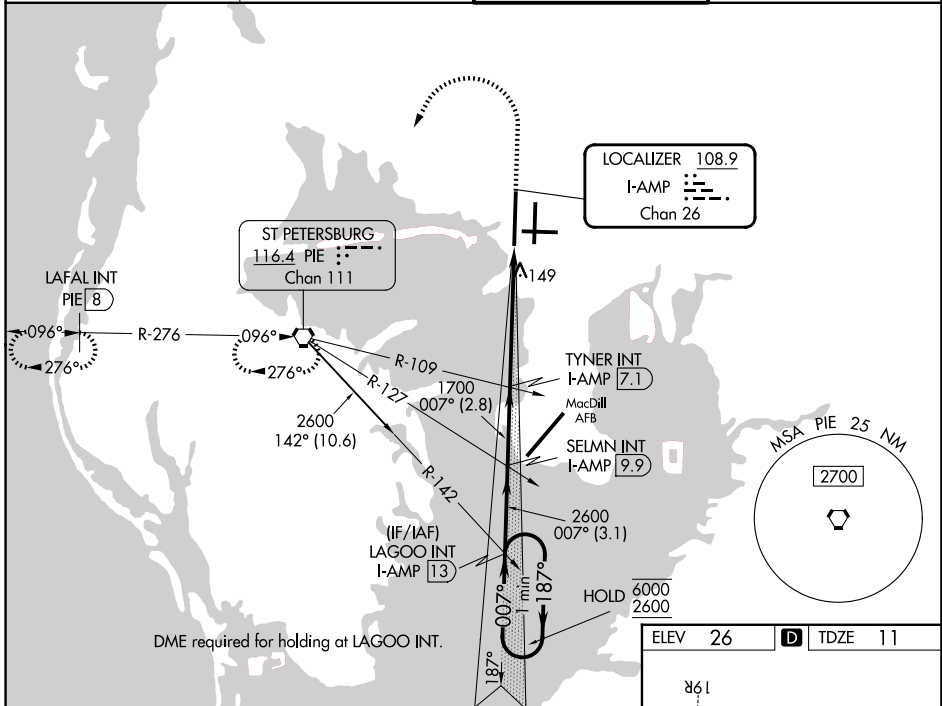 LOCALIZER 108.9
I-AMP
Chan 26
ST PETERSBURG
116.4 PIE
Chan 111
LAFAL INT
PIE 8
149
096°
R-276
096°
276°
276°
R-109
R-127
R-142
TYNER INT
I-AMP 7.1
1700
007° (2.8)
MacDill
AFB
2600
142° (10.6)
SELMN INT
I-AMP 9.9
MSA PIE 25 NM
2700
2600
007° (3.1)
(IF/IAF)
LAGOO INT
I-AMP 13
007°
1 min
187°
HOLD 6000
2600
DME required for holding at LAGOO INT.
187°
ELEV 26 D TDZE 11
19R